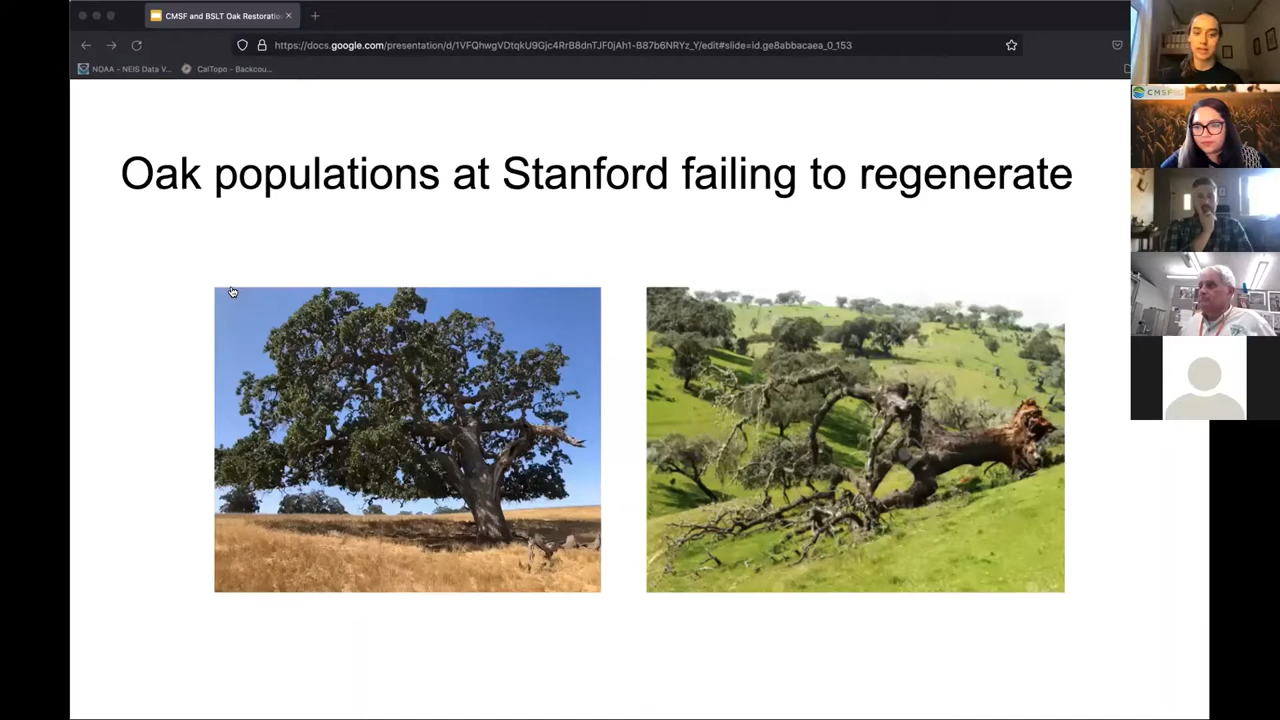 CMSF and BSLT Oak Restoratio
https://docs.google.com/presentation/d/1VFQhwgVDtqkU9Gjc4RrB8dnTJF0jAh1-B87b6NRYz_Y/edit#slide=id.ge8abbacaea_0_153
NOAA - NEIS Data V...
CalTopo - Backcou...
CMSF
Oak populations at Stanford failing to regenerate